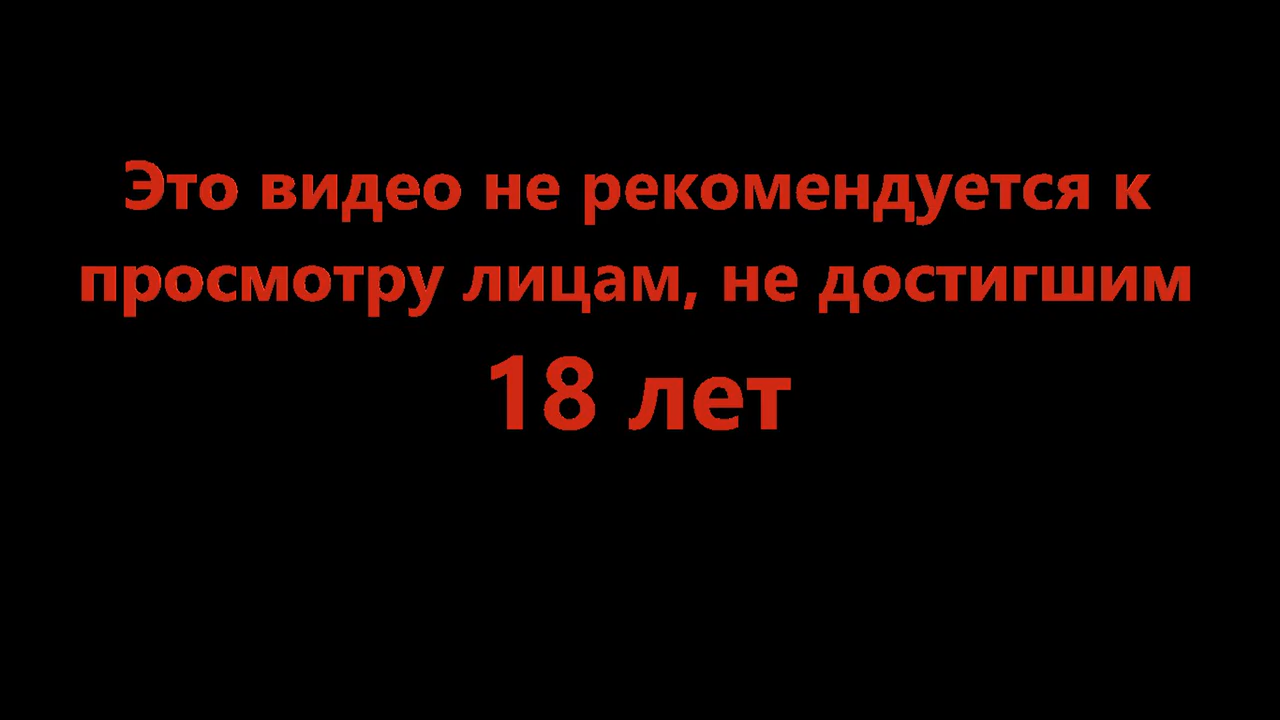 Это видео не рекомендуется к
просмотру лицам, не достигшим
18 лет